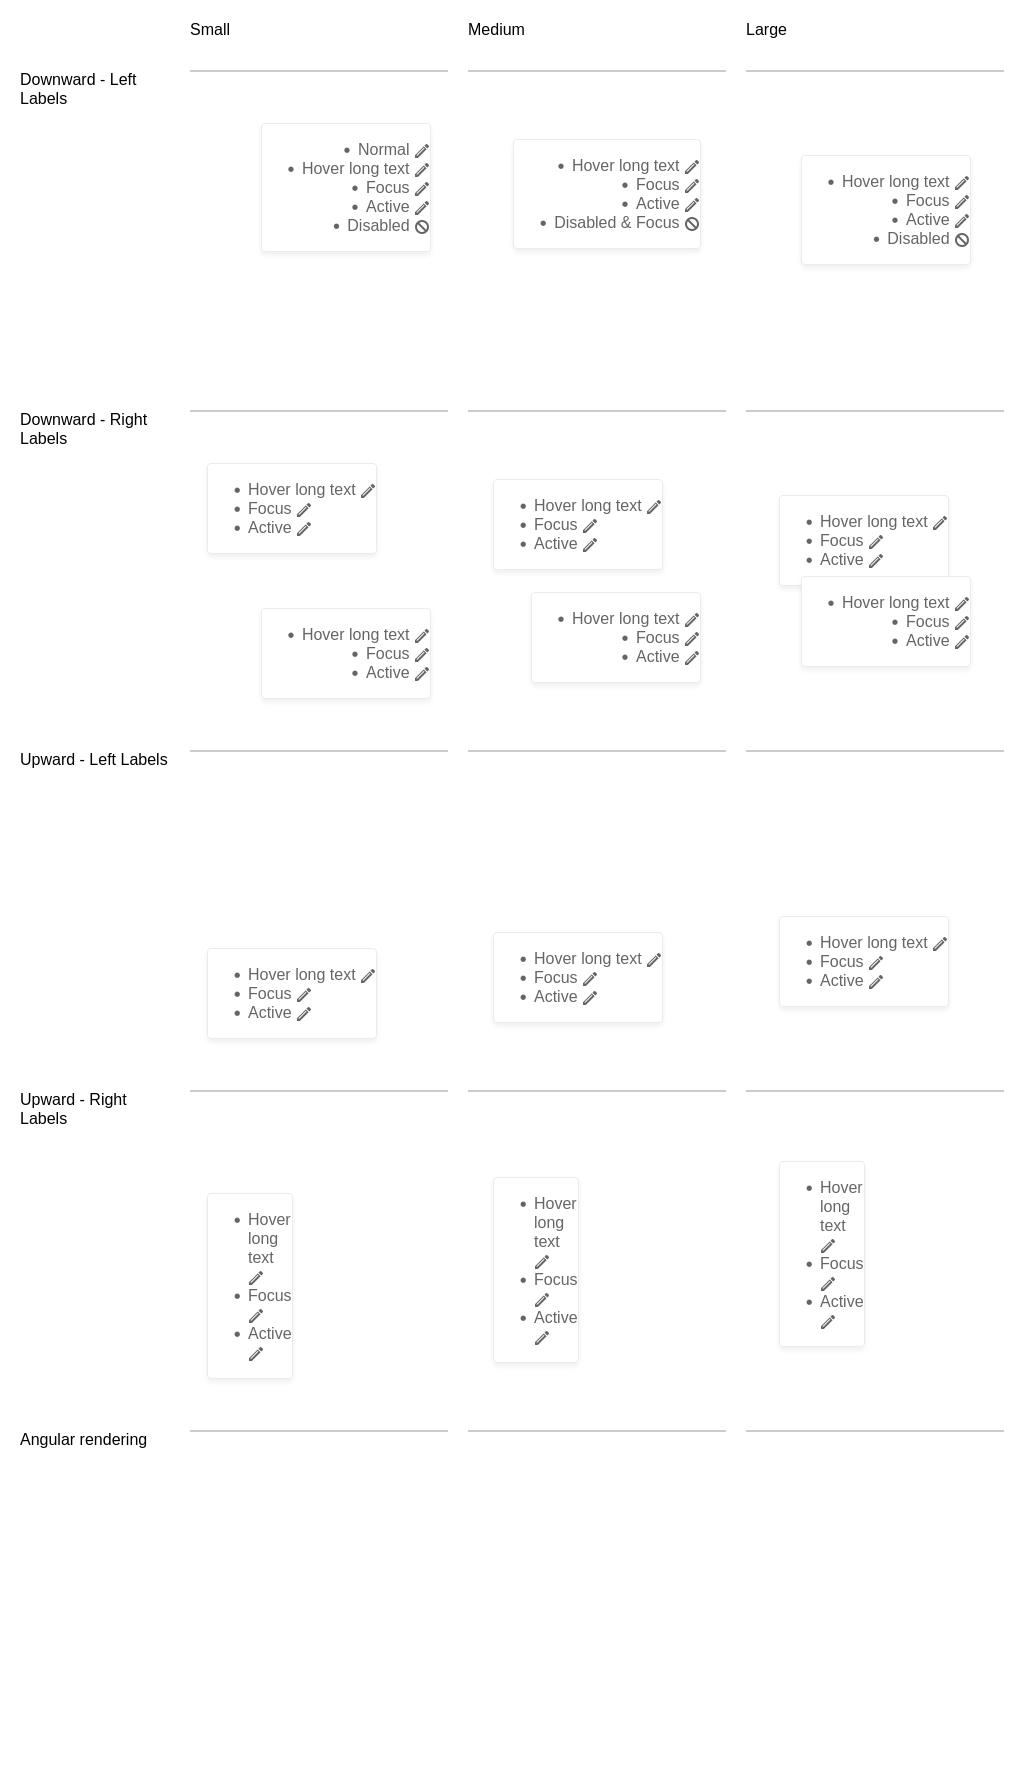 Small
Medium
Large
Downward - Left
Labels
Normal
Hover long text
Focus
Active
Disabled
Hover long text
Focus
Active
Disabled & Focus
Hover long text
Focus
Active
Disabled
Downward - Right
Labels
Hover long text
Focus
Active
Hover long text
Focus
Active
Hover long text
Focus
Active
Hover long text
Focus
Active
Hover long text
Focus
Active
Hover long text
Focus
Active
Upward - Left Labels
Hover long text
Focus
Active
Hover long text
Focus
Active
Hover long text
Focus
Active
Upward - Right
Labels
Hover
long
text
Focus
Active
Hover
long
text
Focus
Active
Hover
long
text
Focus
Active
Angular rendering